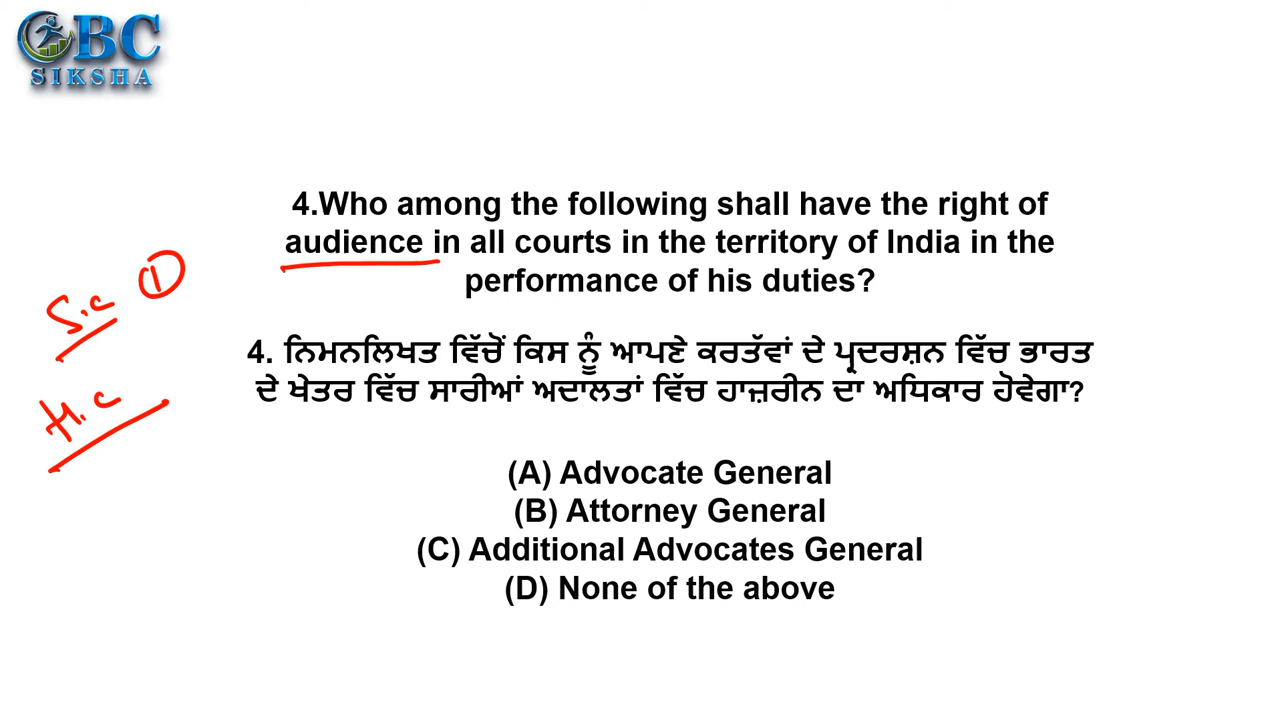 BC
SIKSHA
4.Who among the following shall have the right of
audience in all courts in the territory of India in the
performance of his duties?
S.C ①
H.C
4. ਨਿਮਨਲਿਖਤ ਵਿੱਚੋਂ ਕਿਸ ਨੂੰ ਆਪਣੇ ਕਰਤੱਵਾਂ ਦੇ ਪ੍ਰਦਰਸ਼ਨ ਵਿੱਚ ਭਾਰਤ
ਦੇ ਖੇਤਰ ਵਿੱਚ ਸਾਰੀਆਂ ਅਦਾਲਤਾਂ ਵਿੱਚ ਹਾਜ਼ਰੀਨ ਦਾ ਅਧਿਕਾਰ ਹੋਵੇਗਾ?
(A) Advocate General
(B) Attorney General
(C) Additional Advocates General
(D) None of the above